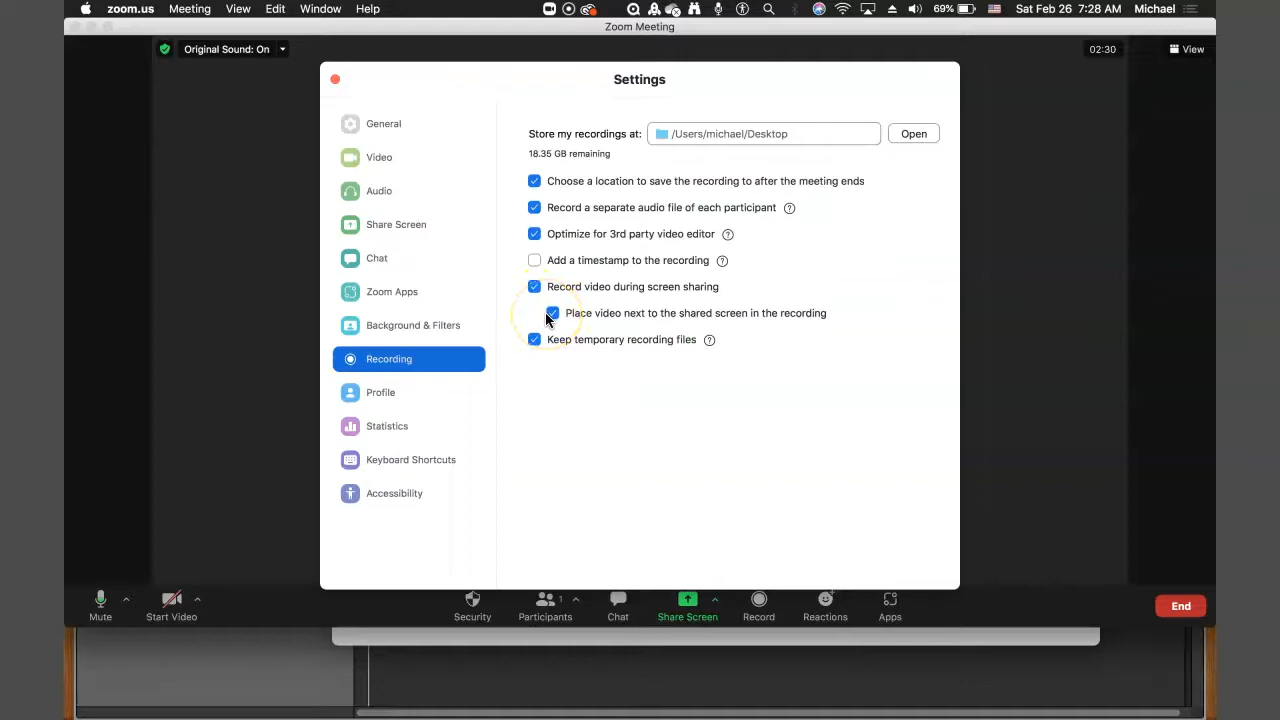 zoom.us Meeting View Edit Window Help 69% Sat Feb 26 7:28 AM Michael
Zoom Meeting
Original Sound: On 02:30 View
Settings
General
Video
Audio
Share Screen
Chat
Zoom Apps
Background & Filters
Recording
Profile
Statistics
Keyboard Shortcuts
Accessibility
Store my recordings at: /Users/michael/Desktop Open
18.35 GB remaining
Choose a location to save the recording to after the meeting ends
Record a separate audio file of each participant ?
Optimize for 3rd party video editor ?
Add a timestamp to the recording ?
Record video during screen sharing
Place video next to the shared screen in the recording
Keep temporary recording files ?
Mute Start Video Security Participants 1 Chat Share Screen Record Reactions Apps End